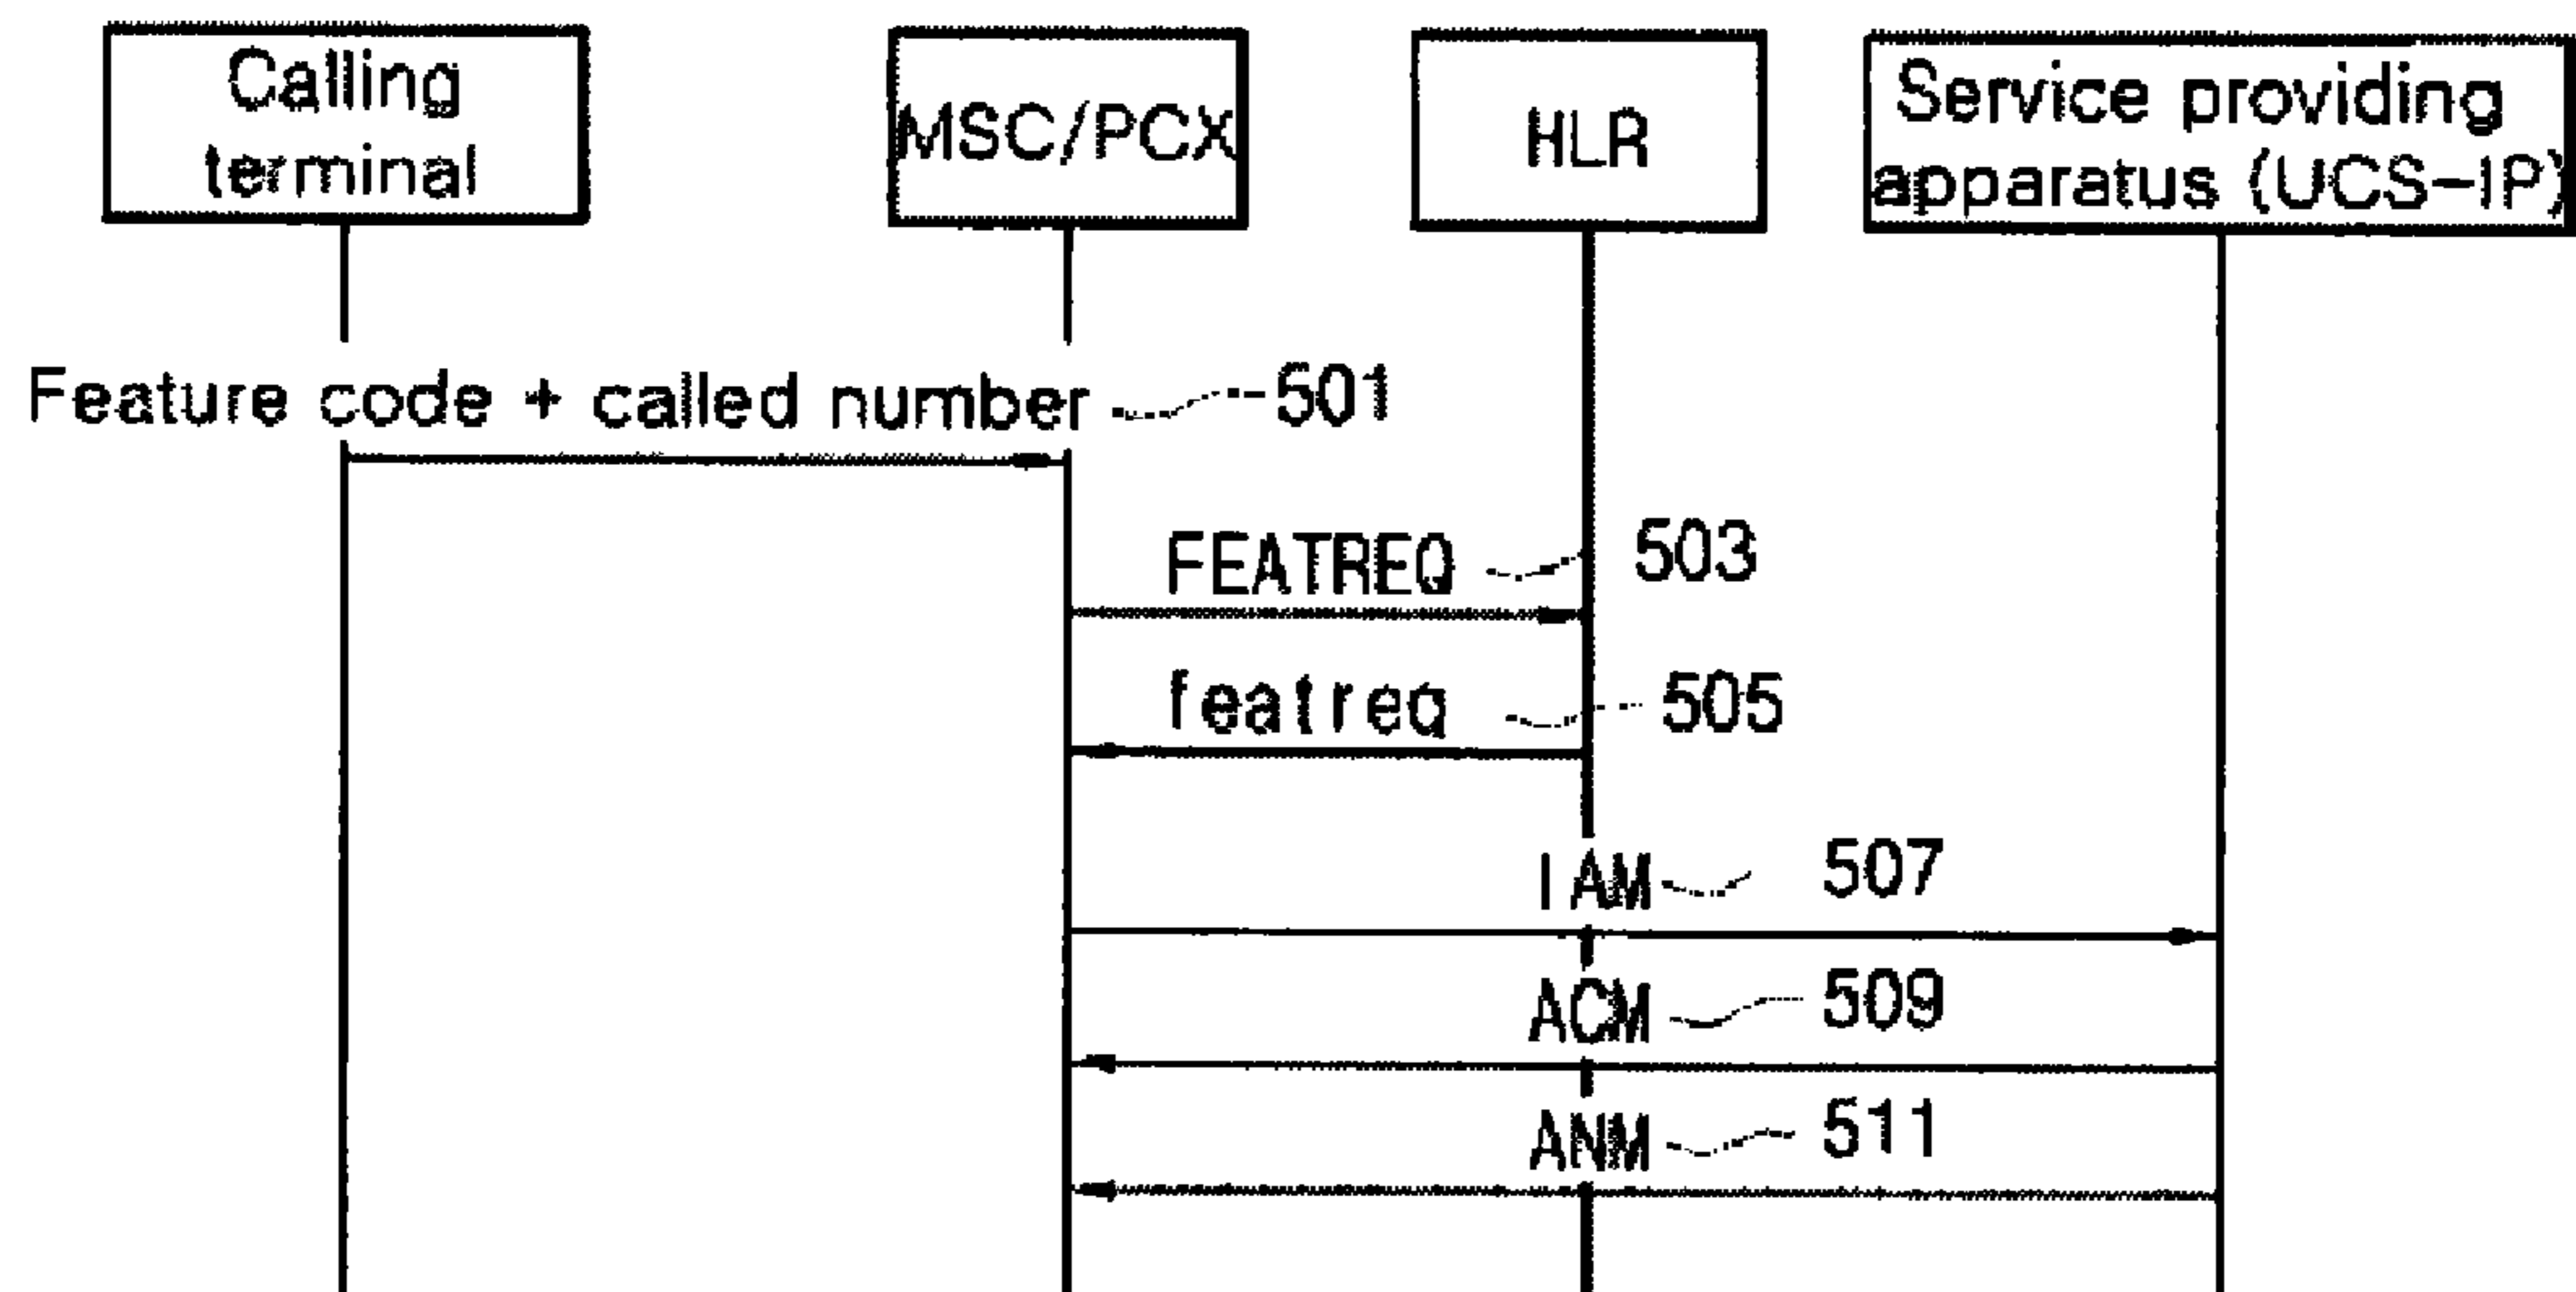 Calling
terminal
MSC/PCX
HLR
Service providing
apparatus (UCS-IP)
Feature code + called number 501
FEATREQ 503
featreq 505
IAM 507
ACM 509
ANM 511